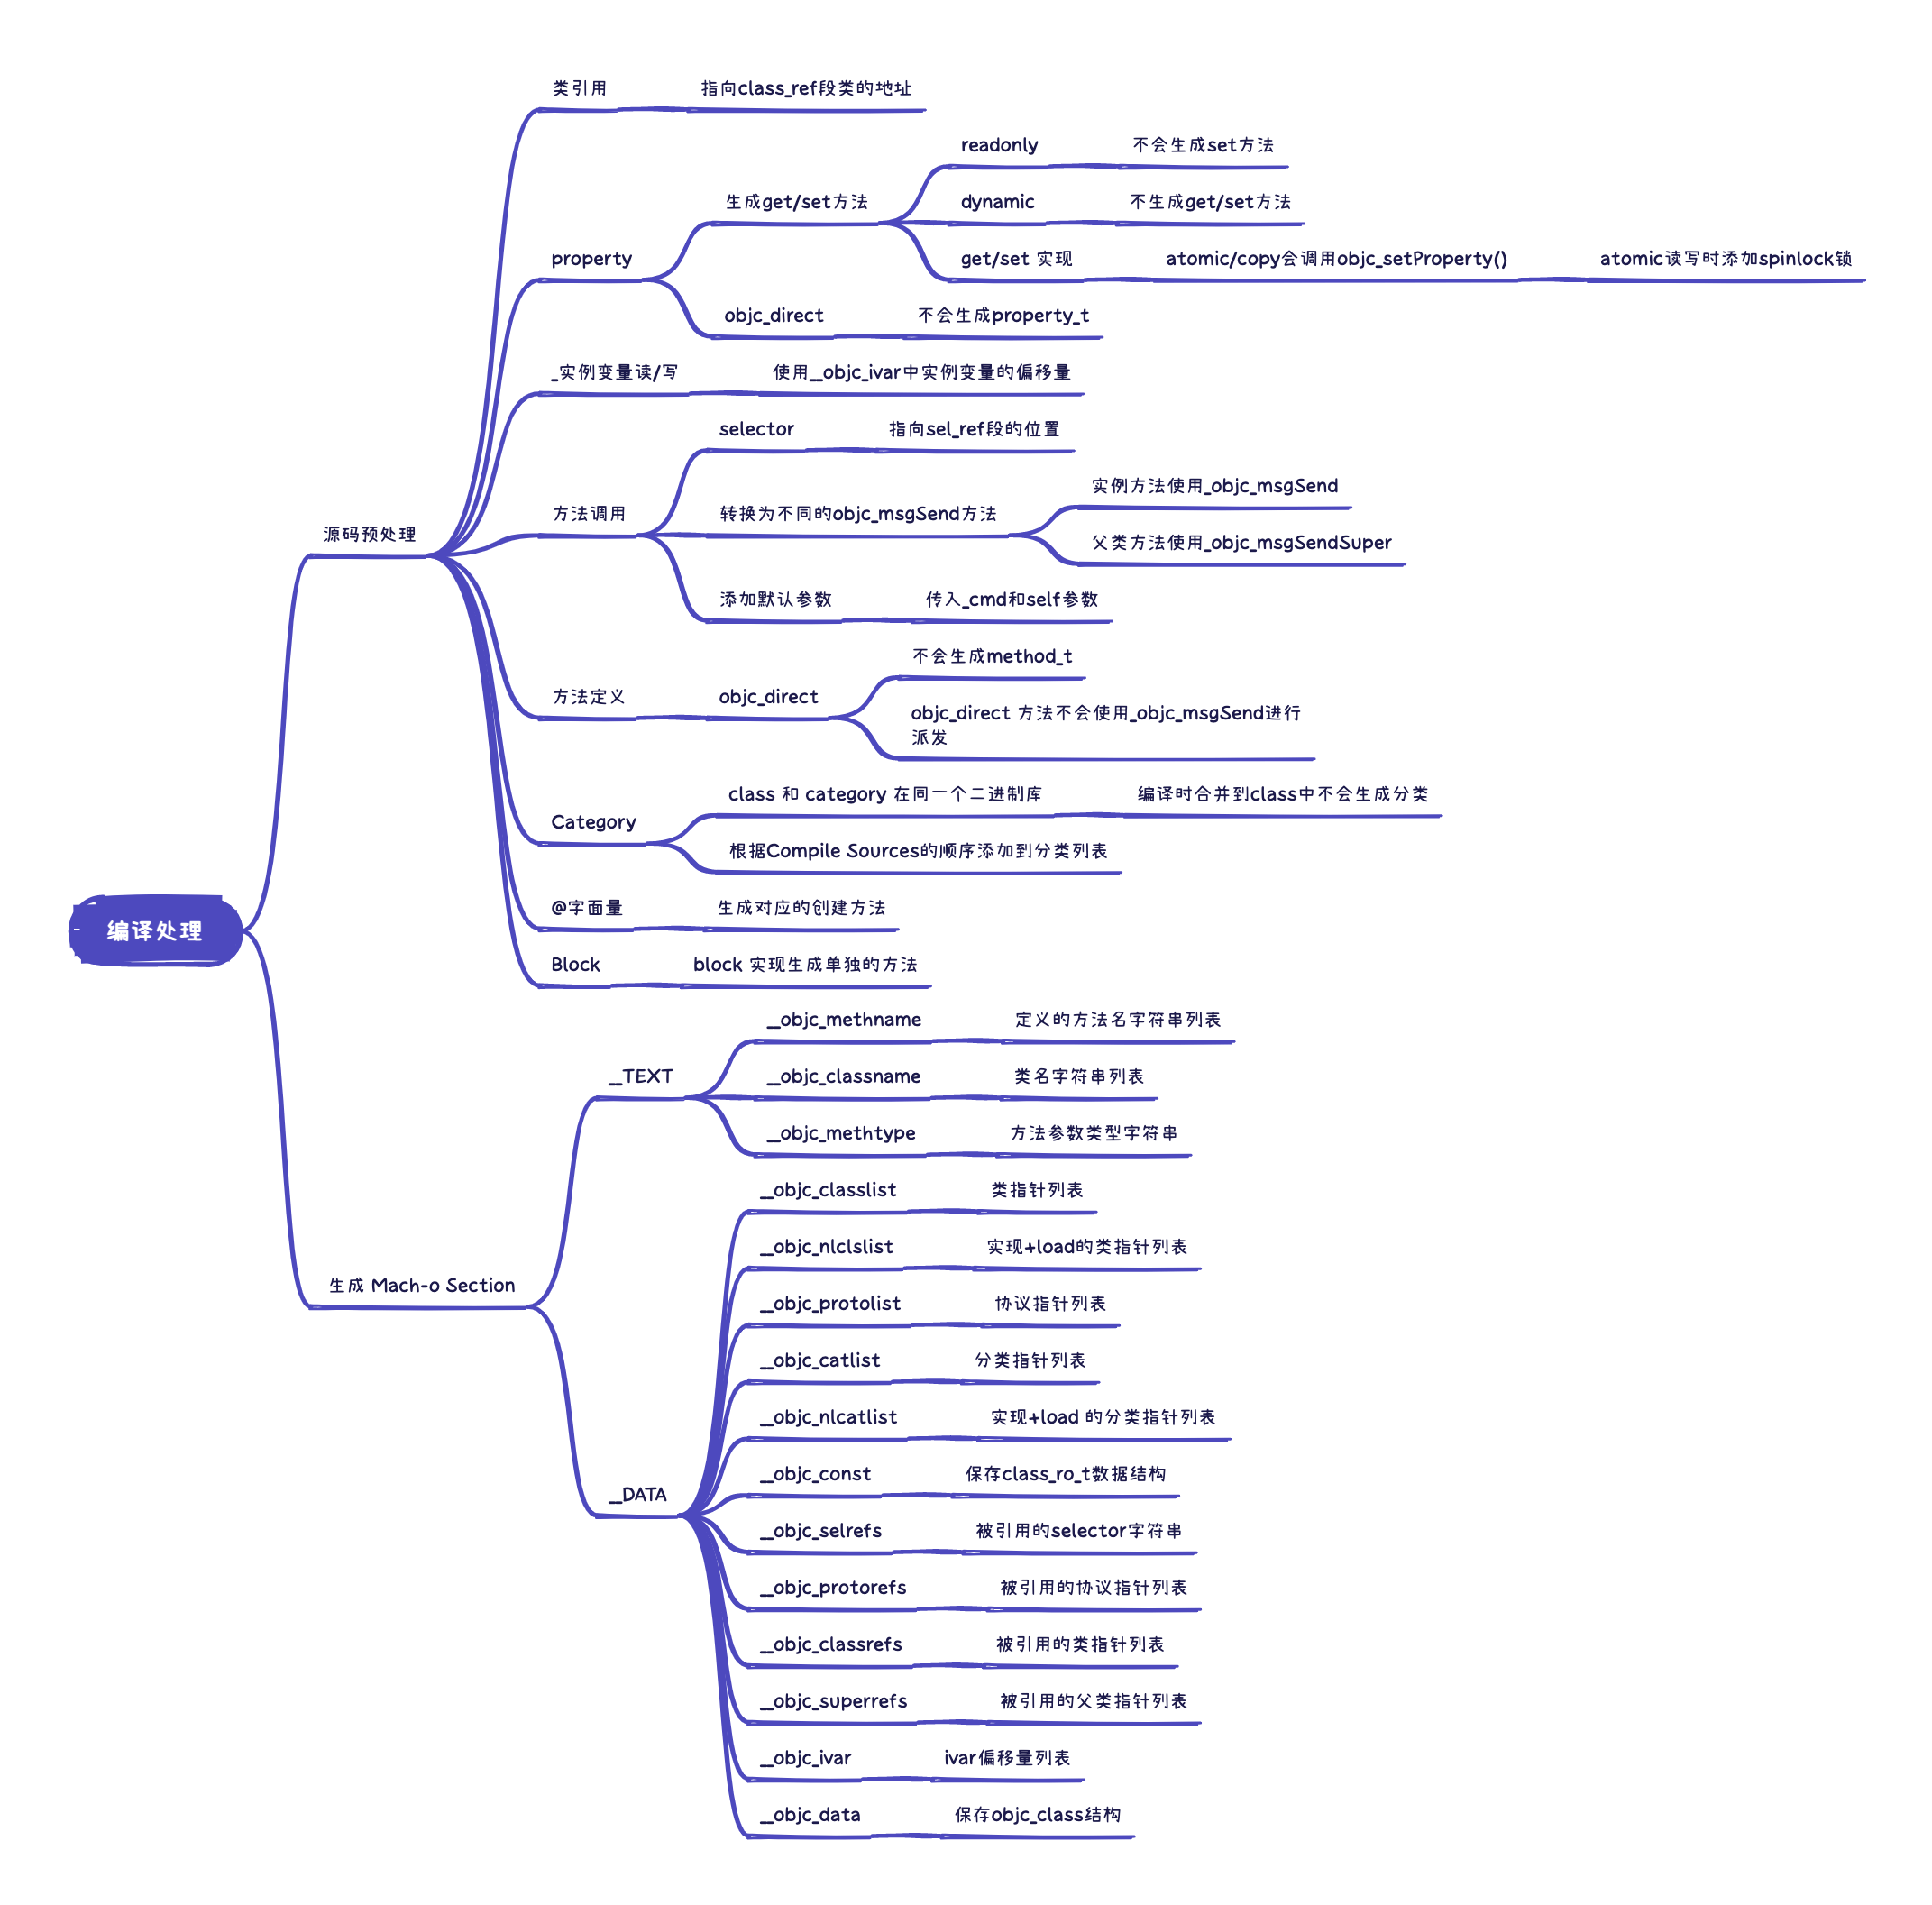 编译处理
源码预处理
类引用
指向class_ref段类的地址
property
生成get/set方法
readonly
不会生成set方法
dynamic
不生成get/set方法
get/set 实现
atomic/copy会调用objc_setProperty()
atomic读写时添加spinlock锁
objc_direct
不会生成property_t
_实例变量读/写
使用__objc_ivar中实例变量的偏移量
方法调用
selector
指向sel_ref段的位置
转换为不同的objc_msgSend方法
实例方法使用_objc_msgSend
父类方法使用_objc_msgSendSuper
添加默认参数
传入_cmd和self参数
方法定义
objc_direct
不会生成method_t
objc_direct 方法不会使用_objc_msgSend进行
派发
Category
class 和 category 在同一个二进制库
编译时合并到class中不会生成分类
根据Compile Sources的顺序添加到分类列表
@字面量
生成对应的创建方法
Block
block 实现生成单独的方法
生成 Mach-o Section
__TEXT
__objc_methname
定义的方法名字符串列表
__objc_classname
类名字符串列表
__objc_methtype
方法参数类型字符串
__DATA
__objc_classlist
类指针列表
__objc_nlclslist
实现+load的类指针列表
__objc_protolist
协议指针列表
__objc_catlist
分类指针列表
__objc_nlcatlist
实现+load 的分类指针列表
__objc_const
保存class_ro_t数据结构
__objc_selrefs
被引用的selector字符串
__objc_protorefs
被引用的协议指针列表
__objc_classrefs
被引用的类指针列表
__objc_superrefs
被引用的父类指针列表
__objc_ivar
ivar偏移量列表
__objc_data
保存objc_class结构